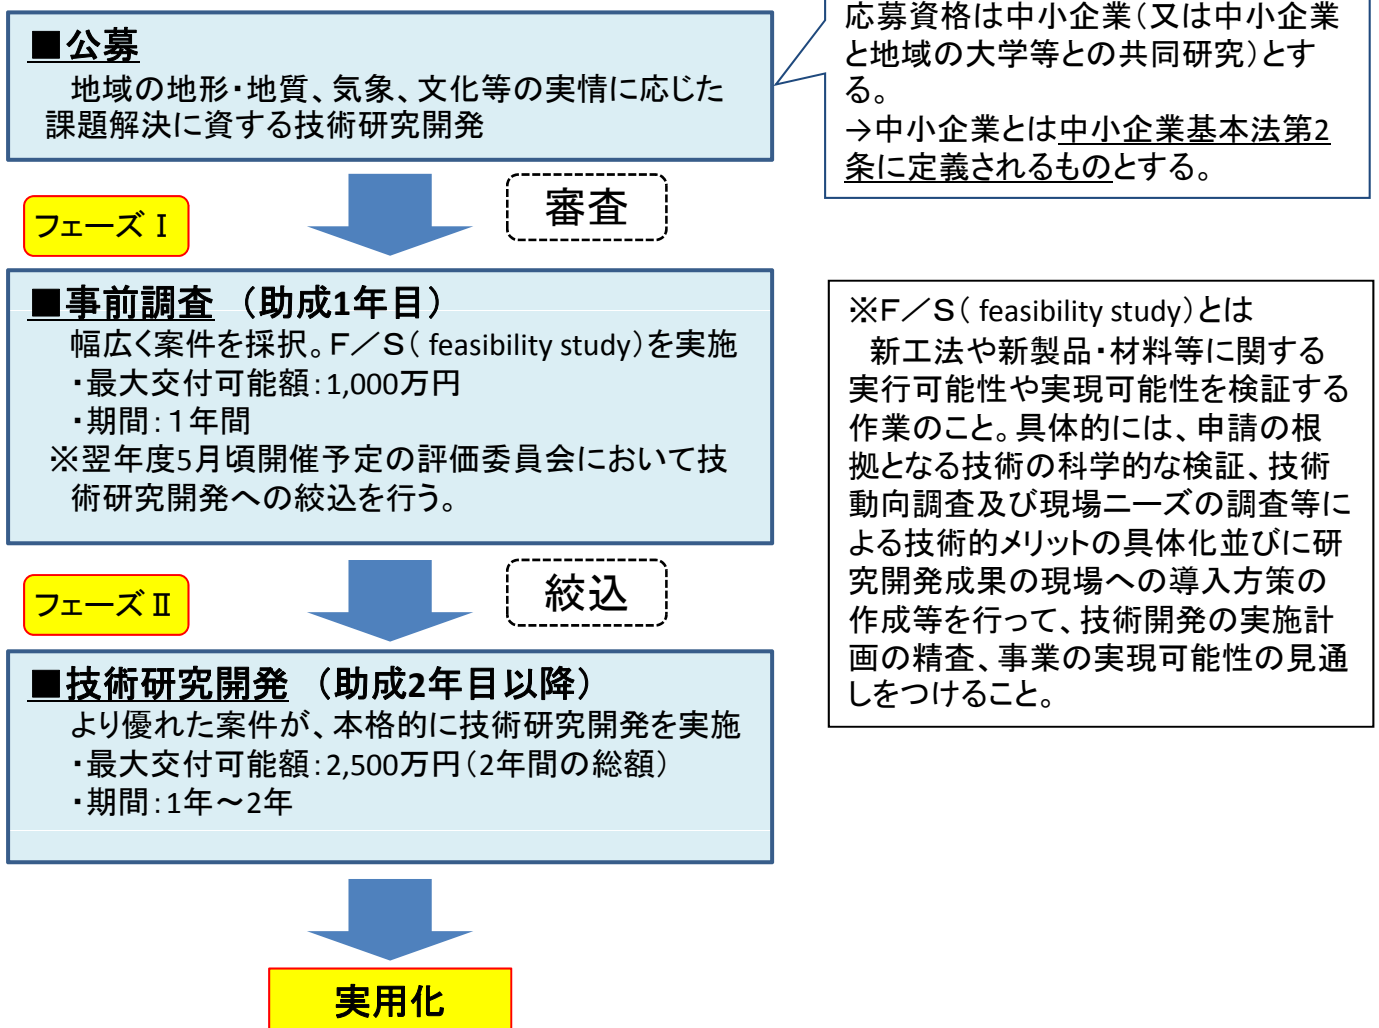 ■公募
地域の地形・地質、気象、文化等の実情に応じた
課題解決に資する技術研究開発
応募資格は中小企業（又は中小企業
と地域の大学等との共同研究）とす
る。
→中小企業とは中小企業基本法第2
条に定義されるものとする。
フェーズⅠ
審査
■事前調査 （助成1年目）
幅広く案件を採択。F／S（ feasibility study）を実施
・最大交付可能額：1,000万円
・期間：１年間
※翌年度5月頃開催予定の評価委員会において技
術研究開発への絞込を行う。
※F／S（ feasibility study）とは
新工法や新製品・材料等に関する
実行可能性や実現可能性を検証する
作業のこと。具体的には、申請の根
拠となる技術の科学的な検証、技術
動向調査及び現場ニーズの調査等に
よる技術的メリットの具体化並びに研
究開発成果の現場への導入方策の
作成等を行って、技術開発の実施計
画の精査、事業の実現可能性の見通
しをつけること。
フェーズⅡ
絞込
■技術研究開発 （助成2年目以降）
より優れた案件が、本格的に技術研究開発を実施
・最大交付可能額：2,500万円（2年間の総額）
・期間：1年～2年
実用化